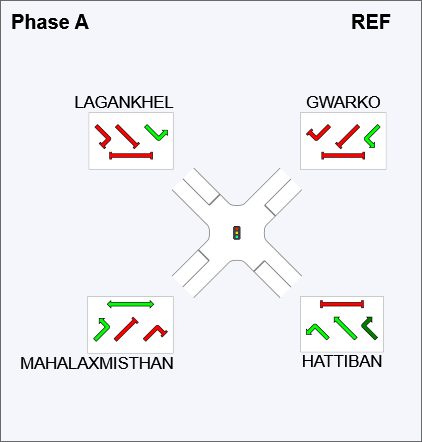 Phase A REF
LAGANKHEL GWARKO
MAHALAXMISTHAN HATTIBAN